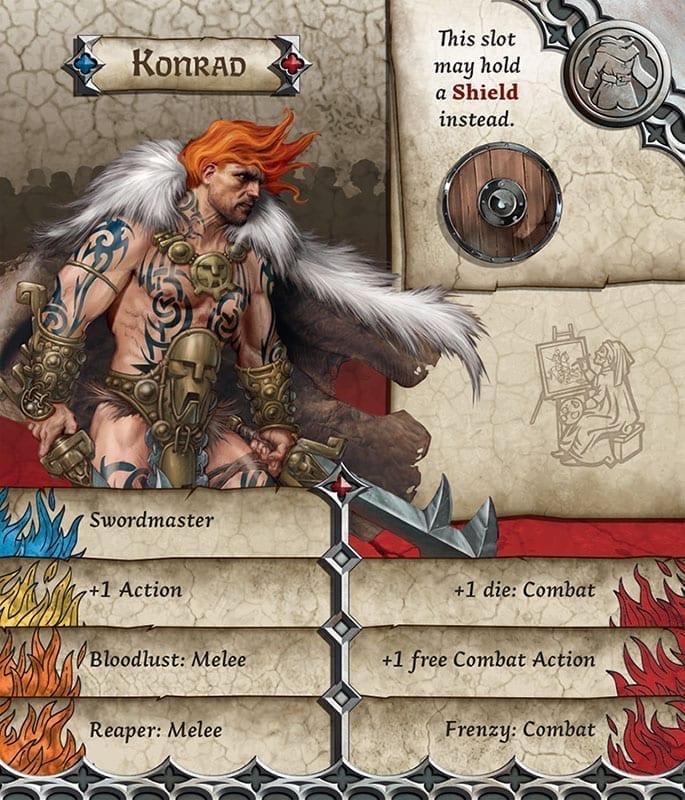 Konrad
This slot
may hold
a Shield
instead.
Swordmaster
+1 Action
+1 die: Combat
Bloodlust: Melee
+1 free Combat Action
Reaper: Melee
Frenzy: Combat